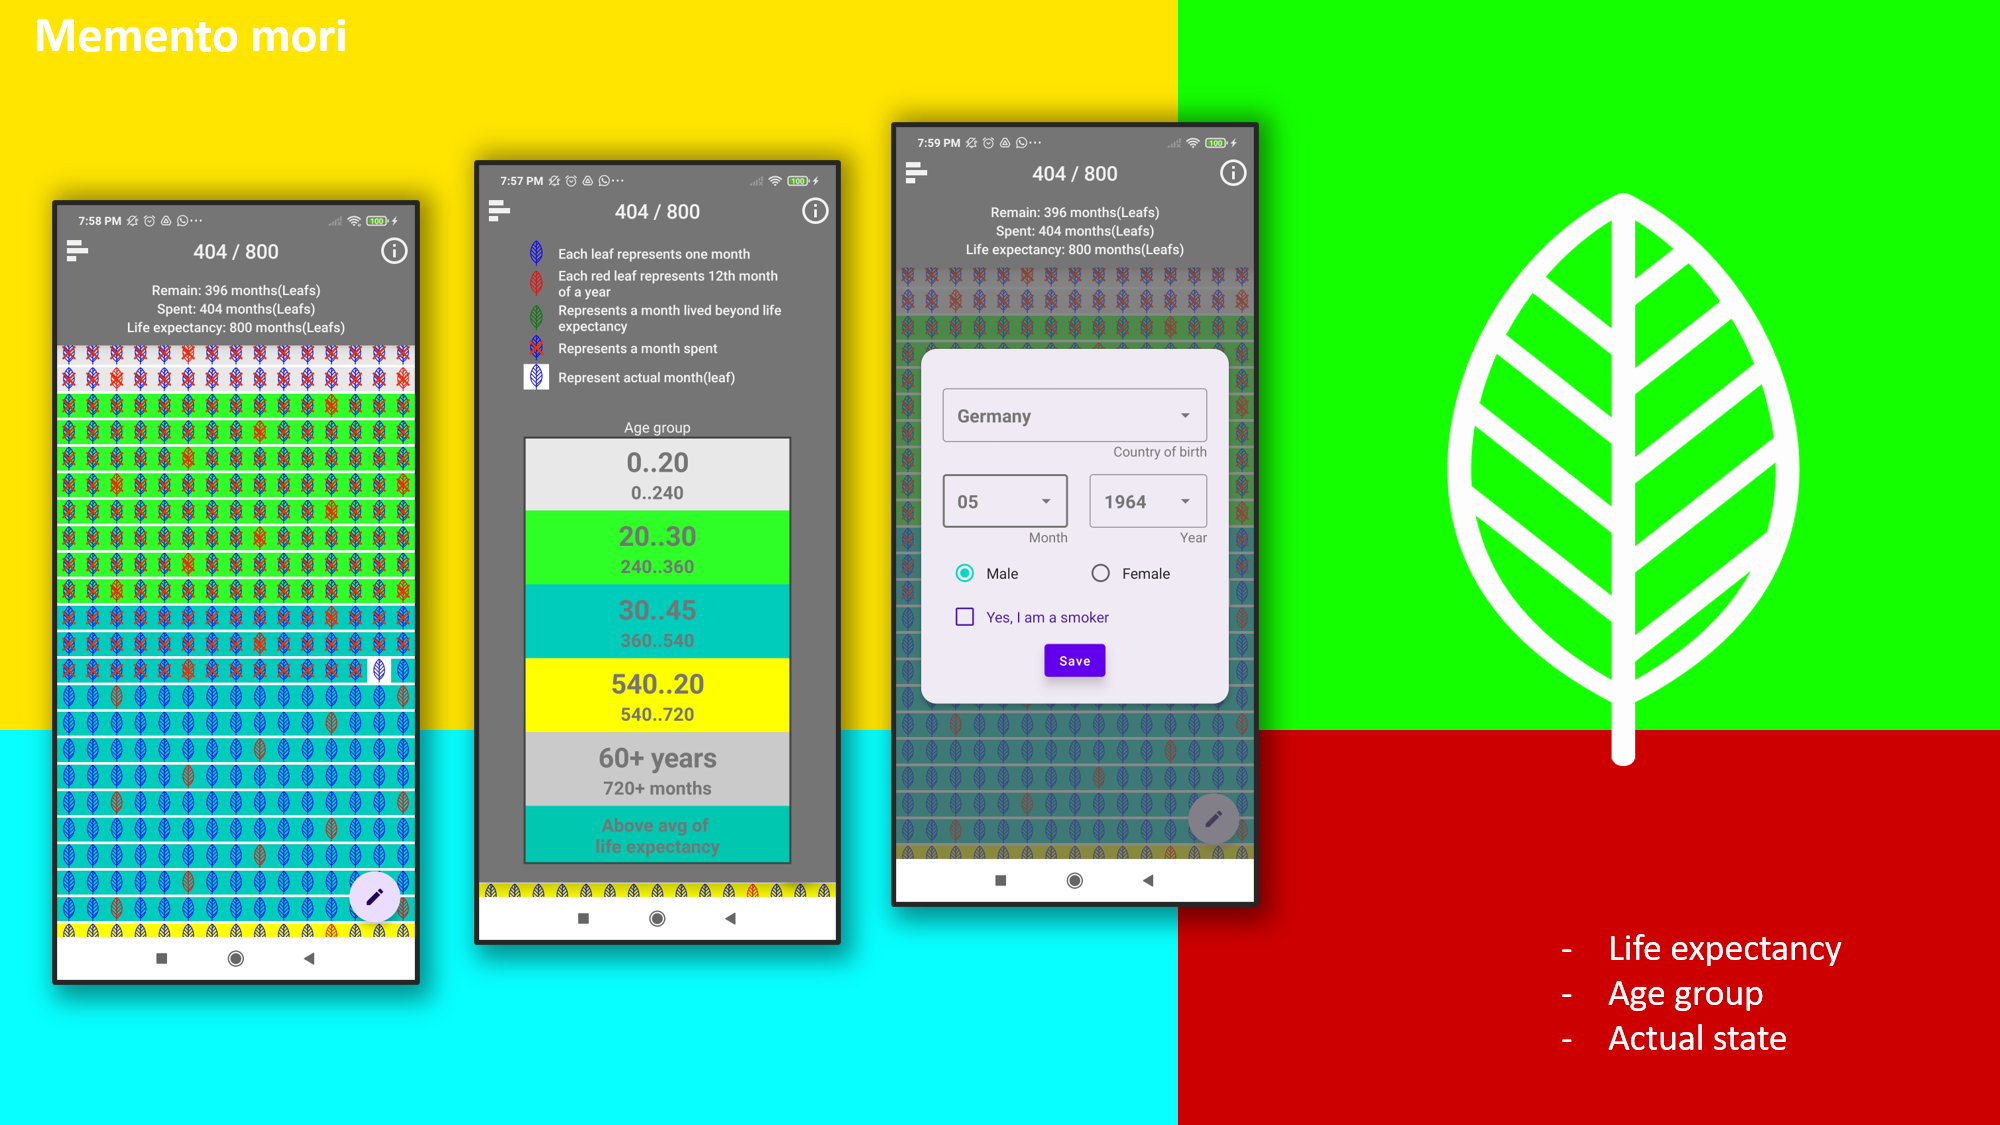 Memento mori
7:58 PM
100
404 / 800
Remain: 396 months(Leafs)
Spent: 404 months(Leafs)
Life expectancy: 800 months(Leafs)
7:57 PM
100
404 / 800
Each leaf represents one month
Each red leaf represents 12th month
of a year
Represents a month lived beyond life
expectancy
Represents a month spent
Represent actual month(leaf)
Age group
0..20
0..240
20..30
240..360
30..45
360..540
540..20
540..720
60+ years
720+ months
Above avg of
life expectancy
7:59 PM
100
404 / 800
Remain: 396 months(Leafs)
Spent: 404 months(Leafs)
Life expectancy: 800 months(Leafs)
Germany
Country of birth
05
1964
Month
Year
Male
Female
Yes, I am a smoker
Save
- Life expectancy
- Age group
- Actual state